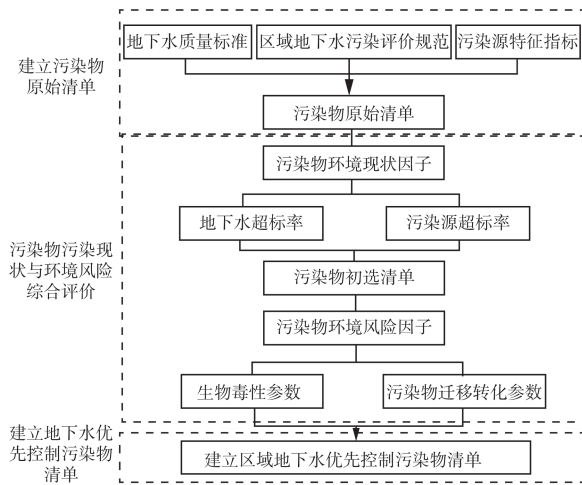 地下水质量标准
区域地下水污染评价规范
污染源特征指标
建立污染物
原始清单
污染物原始清单
污染物环境现状因子
地下水超标率
污染源超标率
污染物污染现
状与环境风险
综合评价
污染物初选清单
污染物环境风险因子
生物毒性参数
污染物迁移转化参数
建立地下水优
先控制污染物
清单
建立区域地下水优先控制污染物清单